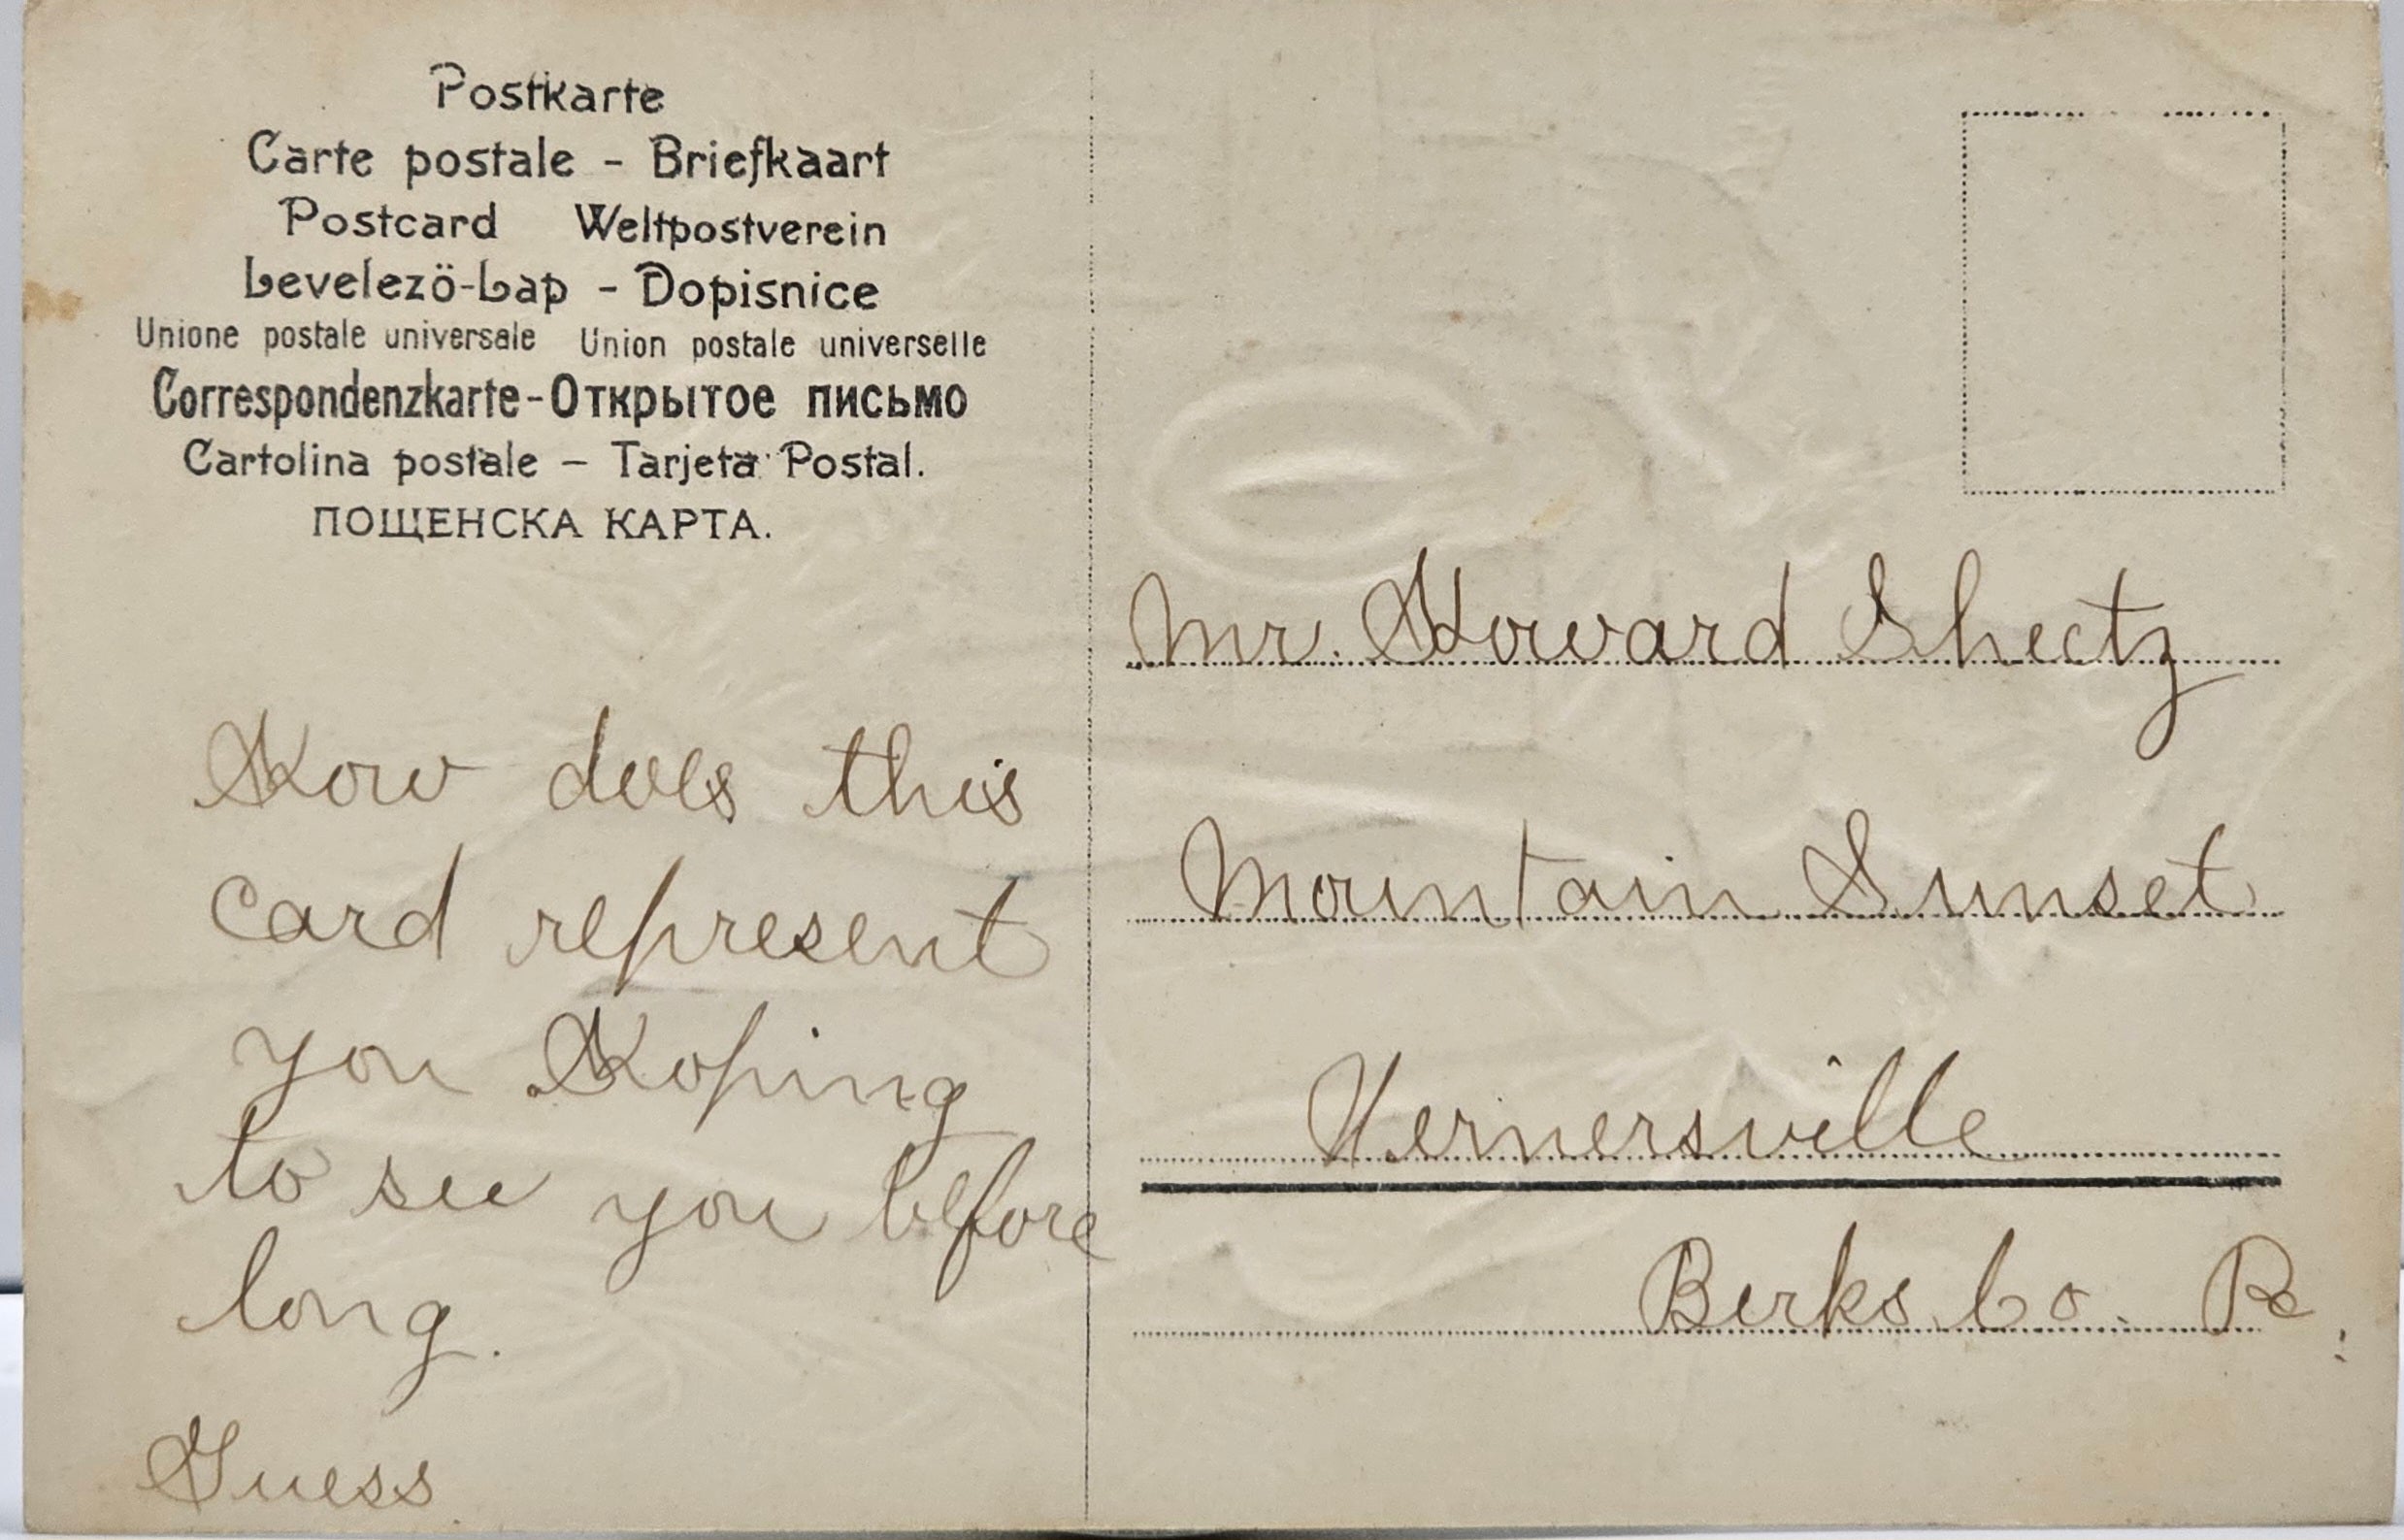 Postkarte
Carte postale - Briefkaart
Postcard Weltpostverein
Levelezö-Lap - Dopisnice
Unione postale universale Union postale universelle
Correspondenzkarte-Открытое письмо
Cartolina postale – Tarjeta Postal.
ПОЩЕНСКА КАРТА.
How does this
card represent
you Hoping
to see you before
long.
Guess
Mr. Howard Shectz
Mountain Sunset
Wernersville
Berks Co. Pa